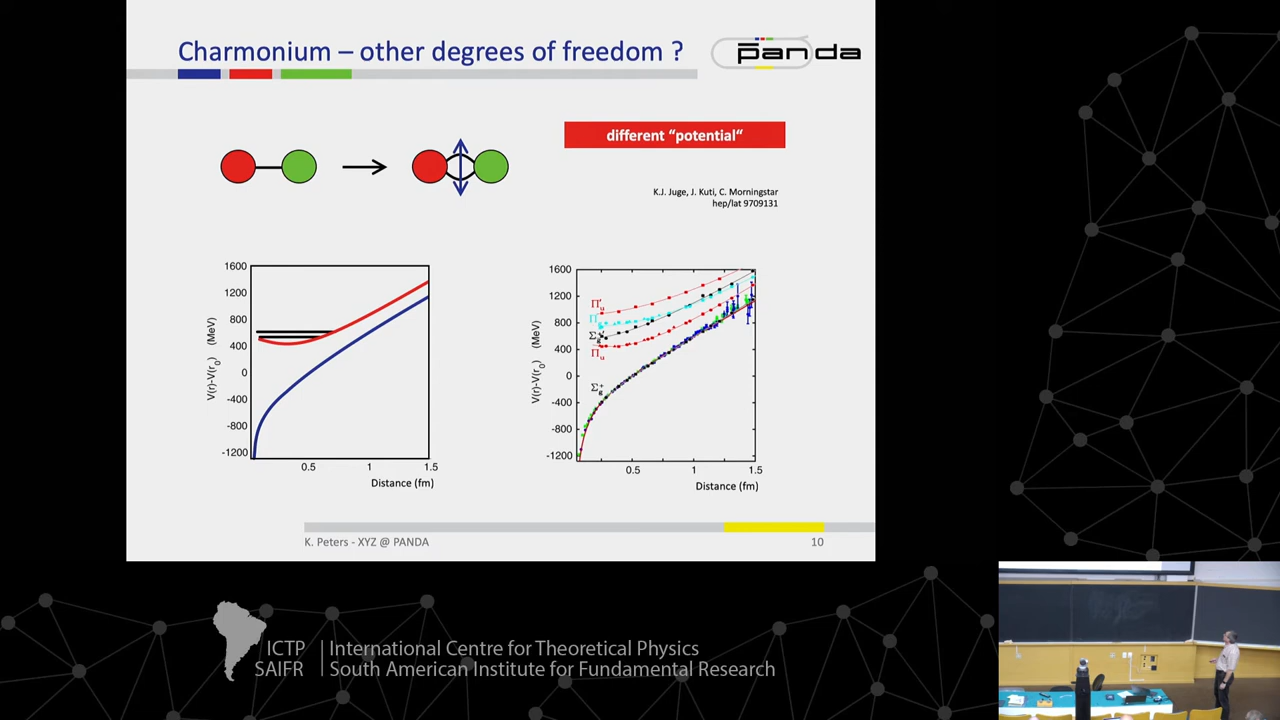 Charmonium – other degrees of freedom ?
panda
different “potential“
K.J. Juge, J. Kuti, C. Morningstar
hep/lat 9709131
1600
1200
800
400
0
-400
-800
-1200
V(r)-V(r₀) (MeV)
0.5
1
1.5
Distance (fm)
1600
1200
800
400
0
-400
-800
-1200
V(r)-V(r₀) (MeV)
Π'u
Π
Σ
Πu
Σ+g
0.5
1
1.5
Distance (fm)
K. Peters - XYZ @ PANDA
10
ICTP
SAIFR
International Centre for Theoretical Physics
South American Institute for Fundamental Research